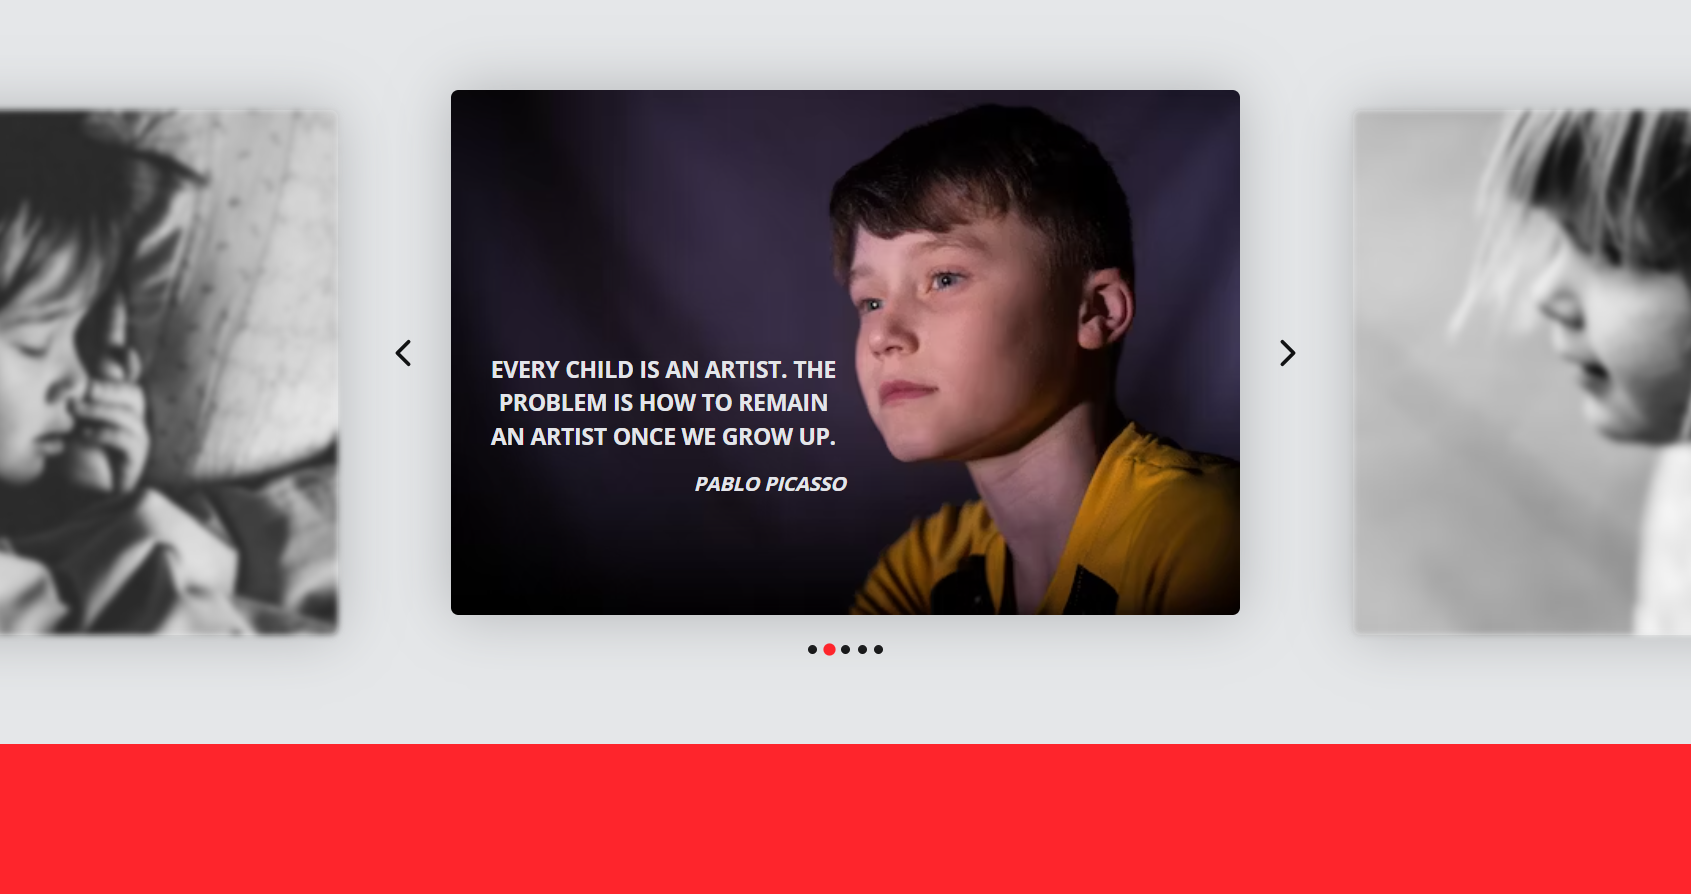 EVERY CHILD IS AN ARTIST. THE
PROBLEM IS HOW TO REMAIN
AN ARTIST ONCE WE GROW UP.
PABLO PICASSO